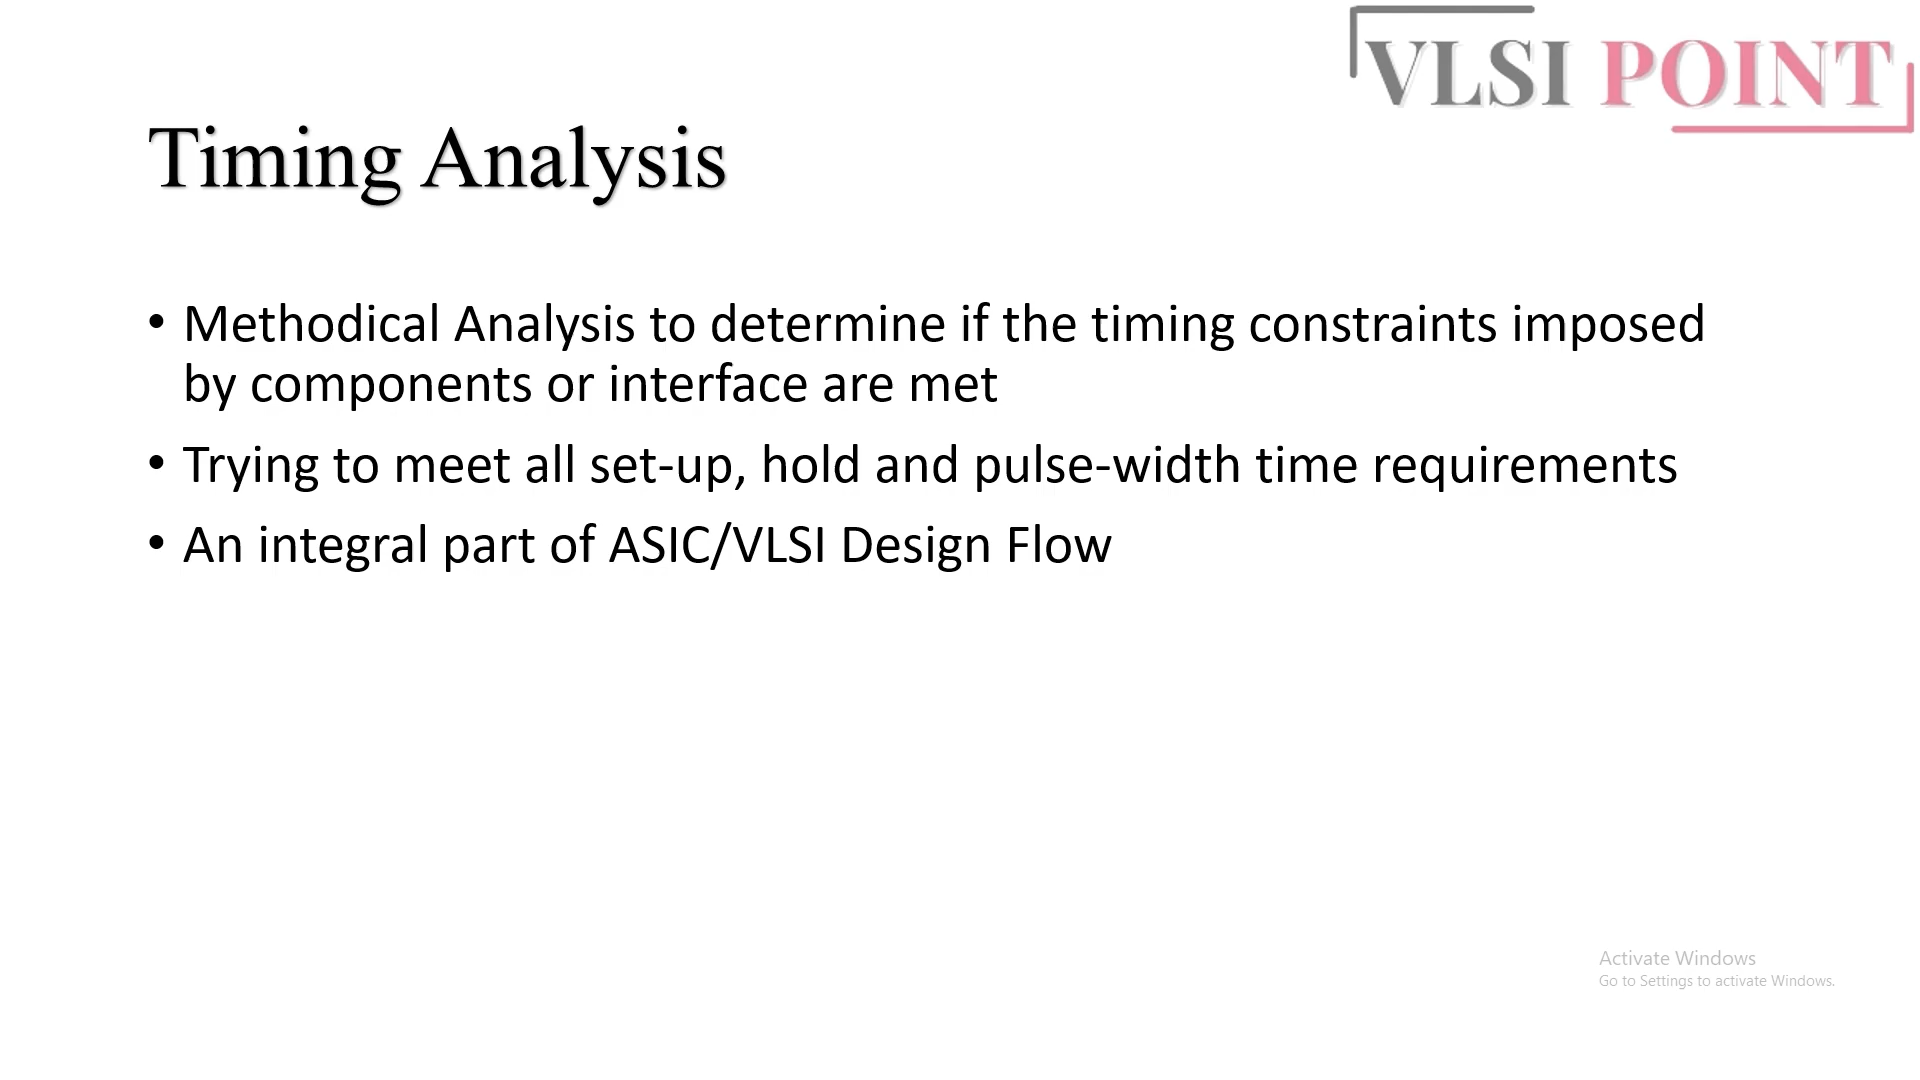 VLSI POINT
Timing Analysis
• Methodical Analysis to determine if the timing constraints imposed
by components or interface are met
• Trying to meet all set-up, hold and pulse-width time requirements
• An integral part of ASIC/VLSI Design Flow
Activate Windows
Go to Settings to activate Windows.